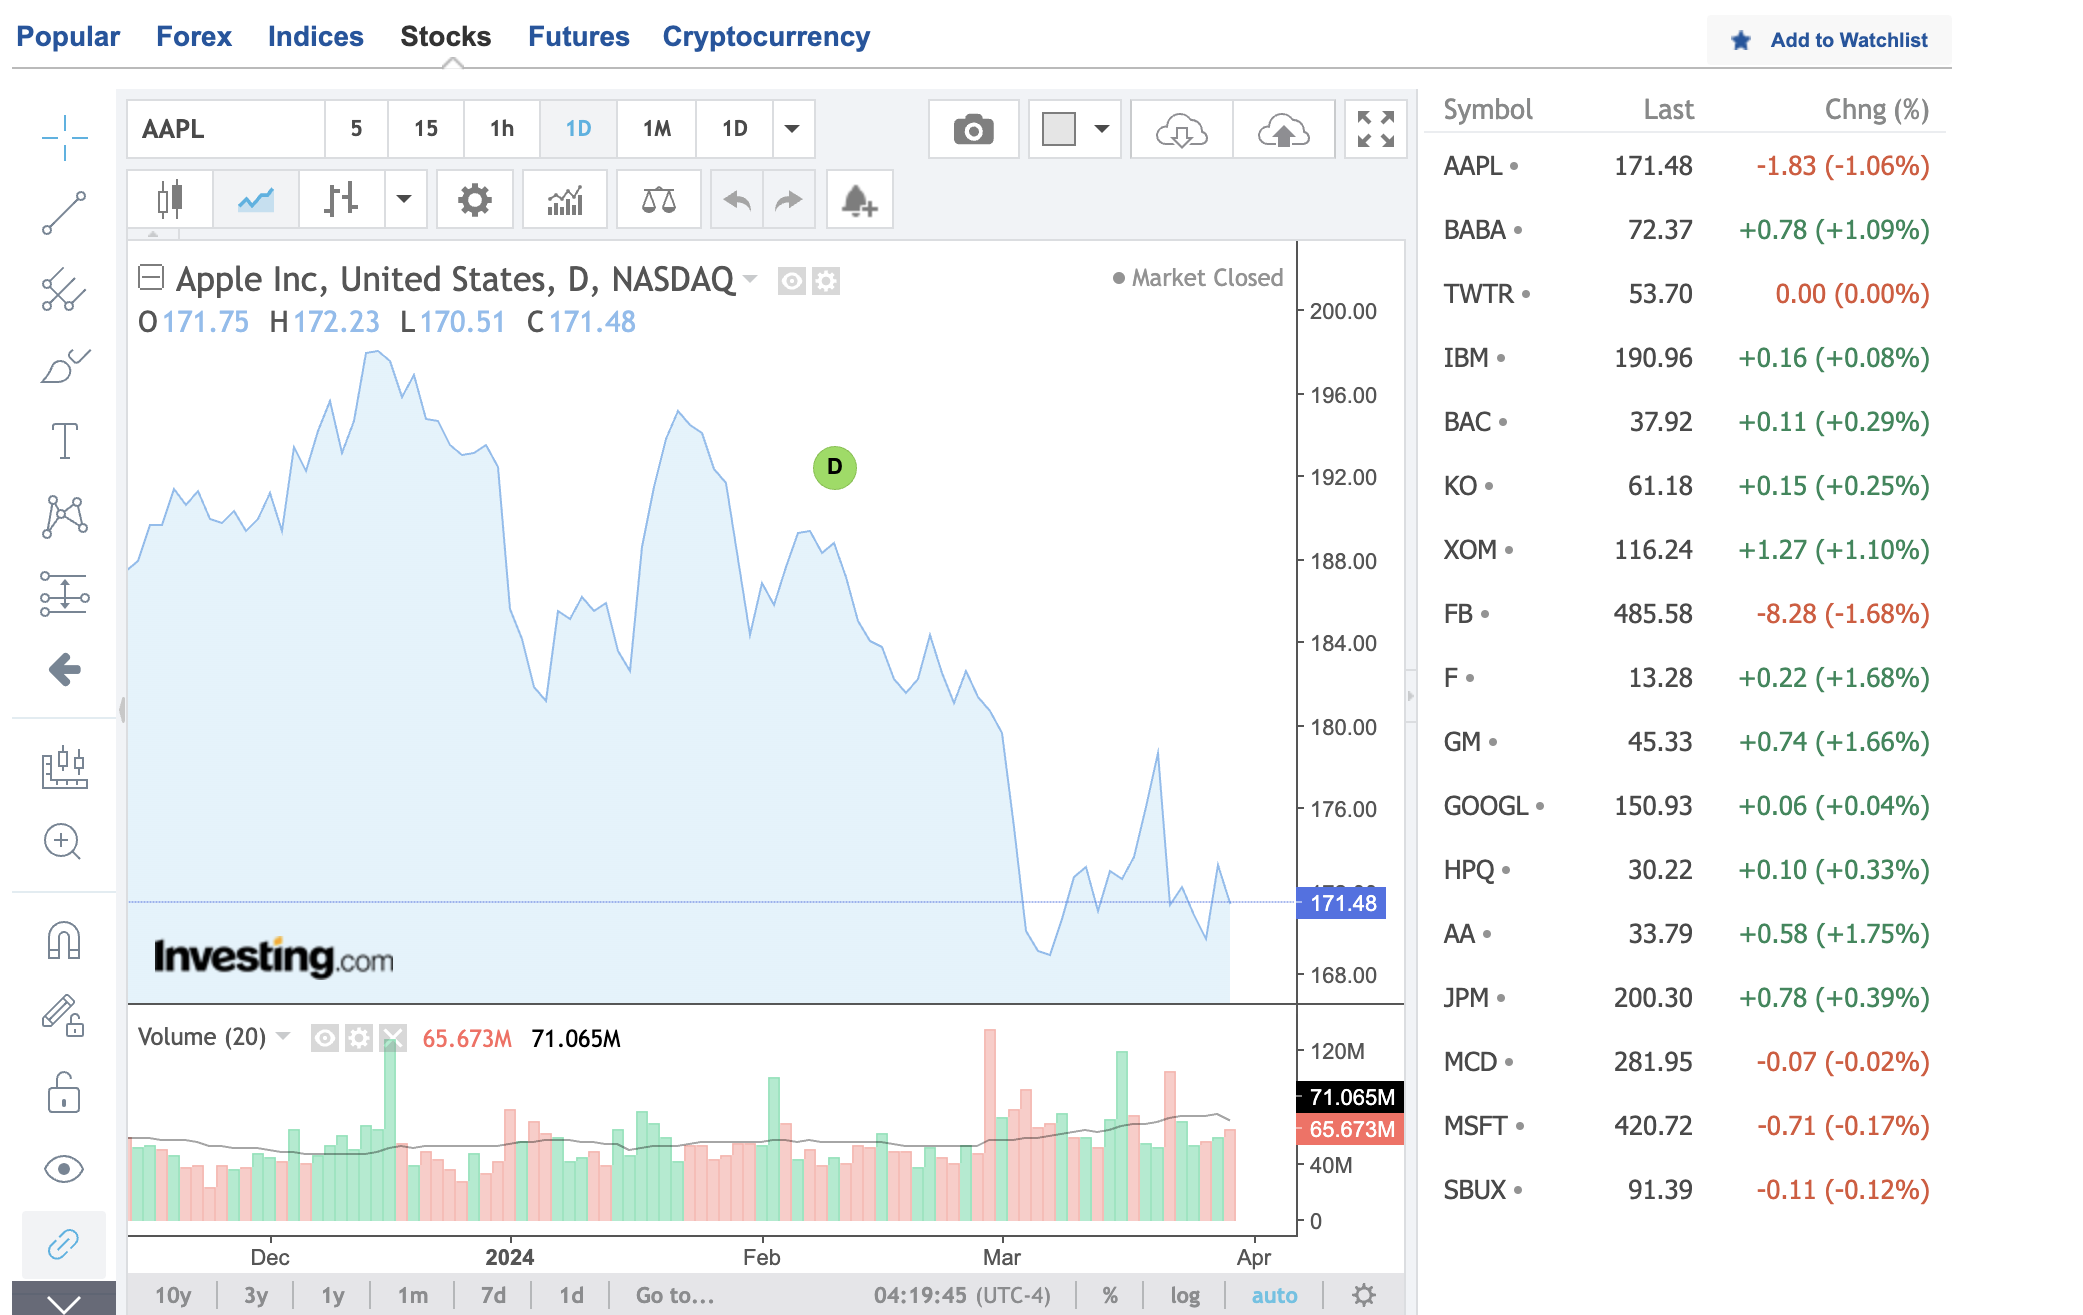 Popular Forex Indices Stocks Futures Cryptocurrency Add to Watchlist
AAPL 5 15 1h 1D 1M 1D
Apple Inc, United States, D, NASDAQ Market Closed
O171.75 H172.23 L170.51 C171.48
D
200.00
196.00
192.00
188.00
184.00
180.00
176.00
171.48
168.00
Investing.com
Volume (20) 65.673M 71.065M
120M
71.065M
65.673M
40M
0
Dec 2024 Feb Mar Apr
10y 3y 1y 1m 7d 1d Go to... 04:19:45 (UTC-4) % log auto
Symbol Last Chng (%)
AAPL 171.48 -1.83 (-1.06%)
BABA 72.37 +0.78 (+1.09%)
TWTR 53.70 0.00 (0.00%)
IBM 190.96 +0.16 (+0.08%)
BAC 37.92 +0.11 (+0.29%)
KO 61.18 +0.15 (+0.25%)
XOM 116.24 +1.27 (+1.10%)
FB 485.58 -8.28 (-1.68%)
F 13.28 +0.22 (+1.68%)
GM 45.33 +0.74 (+1.66%)
GOOGL 150.93 +0.06 (+0.04%)
HPQ 30.22 +0.10 (+0.33%)
AA 33.79 +0.58 (+1.75%)
JPM 200.30 +0.78 (+0.39%)
MCD 281.95 -0.07 (-0.02%)
MSFT 420.72 -0.71 (-0.17%)
SBUX 91.39 -0.11 (-0.12%)